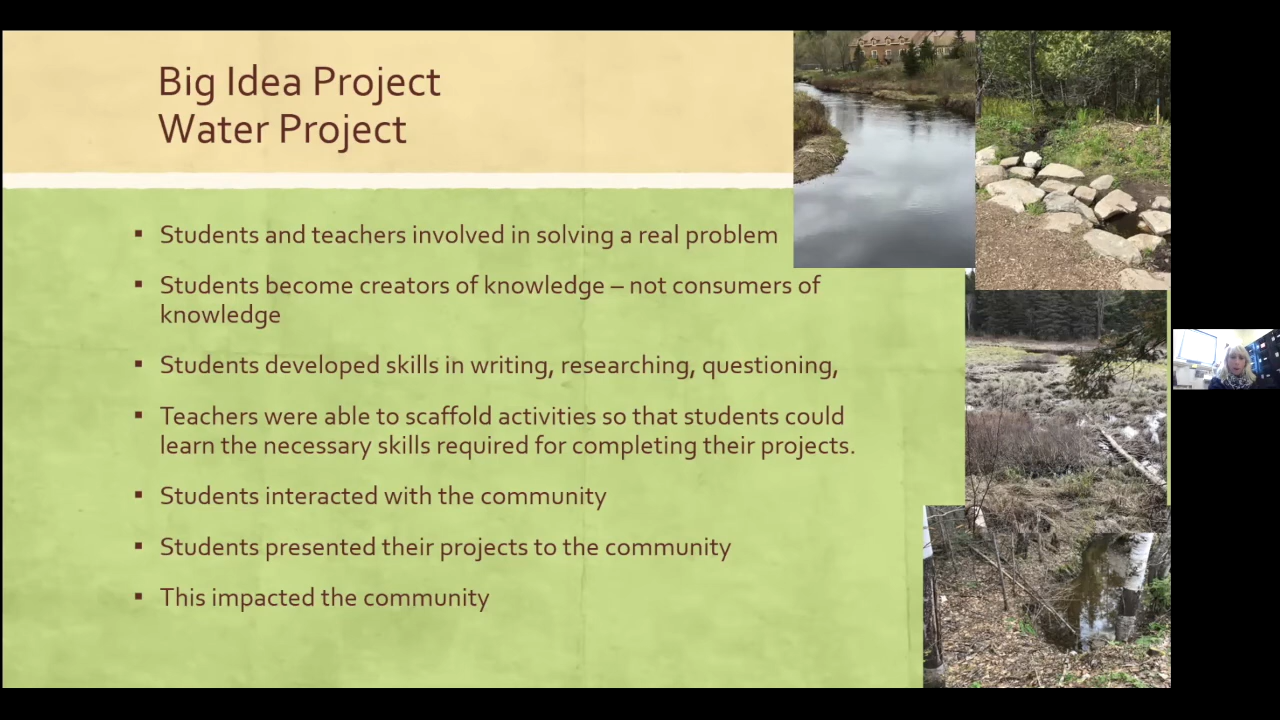 Big Idea Project
Water Project
▪ Students and teachers involved in solving a real problem
▪ Students become creators of knowledge – not consumers of
knowledge
▪ Students developed skills in writing, researching, questioning,
▪ Teachers were able to scaffold activities so that students could
learn the necessary skills required for completing their projects.
▪ Students interacted with the community
▪ Students presented their projects to the community
▪ This impacted the community